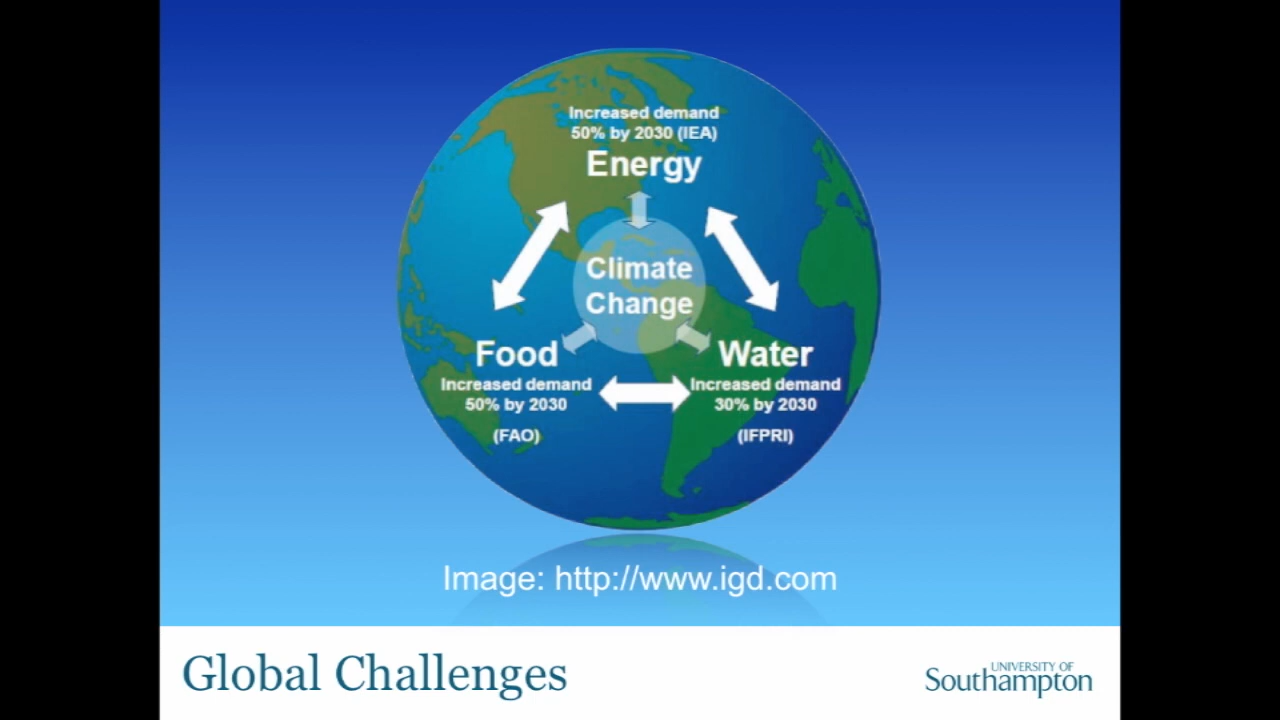 Increased demand
50% by 2030 (IEA)
Energy
Climate
Change
Food
Increased demand
50% by 2030
(FAO)
Water
Increased demand
30% by 2030
(IFPRI)
Image: http://www.igd.com
Global Challenges
UNIVERSITY OF
Southampton